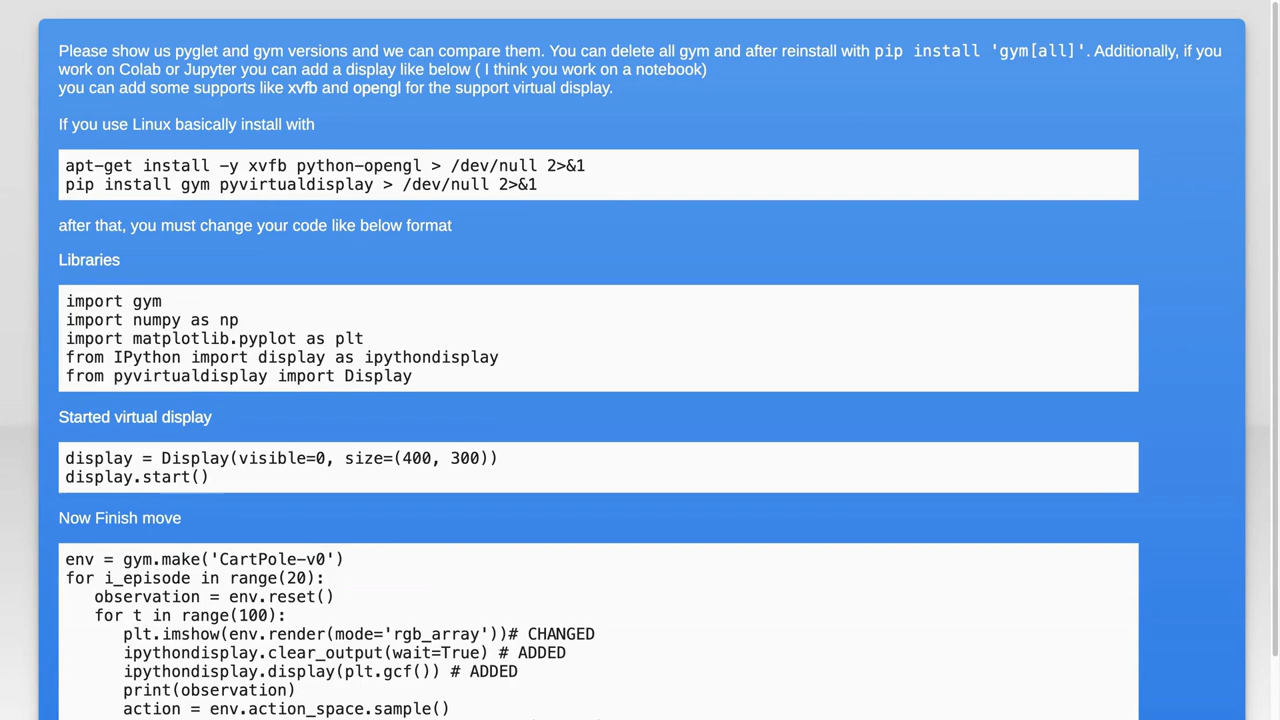 Please show us pyglet and gym versions and we can compare them. You can delete all gym and after reinstall with pip install 'gym[all]'. Additionally, if you
work on Colab or Jupyter you can add a display like below ( I think you work on a notebook)
you can add some supports like xvfb and opengl for the support virtual display.
If you use Linux basically install with
apt-get install -y xvfb python-opengl > /dev/null 2>&1
pip install gym pyvirtualdisplay > /dev/null 2>&1
after that, you must change your code like below format
Libraries
import gym
import numpy as np
import matplotlib.pyplot as plt
from IPython import display as ipythondisplay
from pyvirtualdisplay import Display
Started virtual display
display = Display(visible=0, size=(400, 300))
display.start()
Now Finish move
env = gym.make('CartPole-v0')
for i_episode in range(20):
   observation = env.reset()
   for t in range(100):
      plt.imshow(env.render(mode='rgb_array'))# CHANGED
      ipythondisplay.clear_output(wait=True) # ADDED
      ipythondisplay.display(plt.gcf()) # ADDED
      print(observation)
      action = env.action_space.sample()